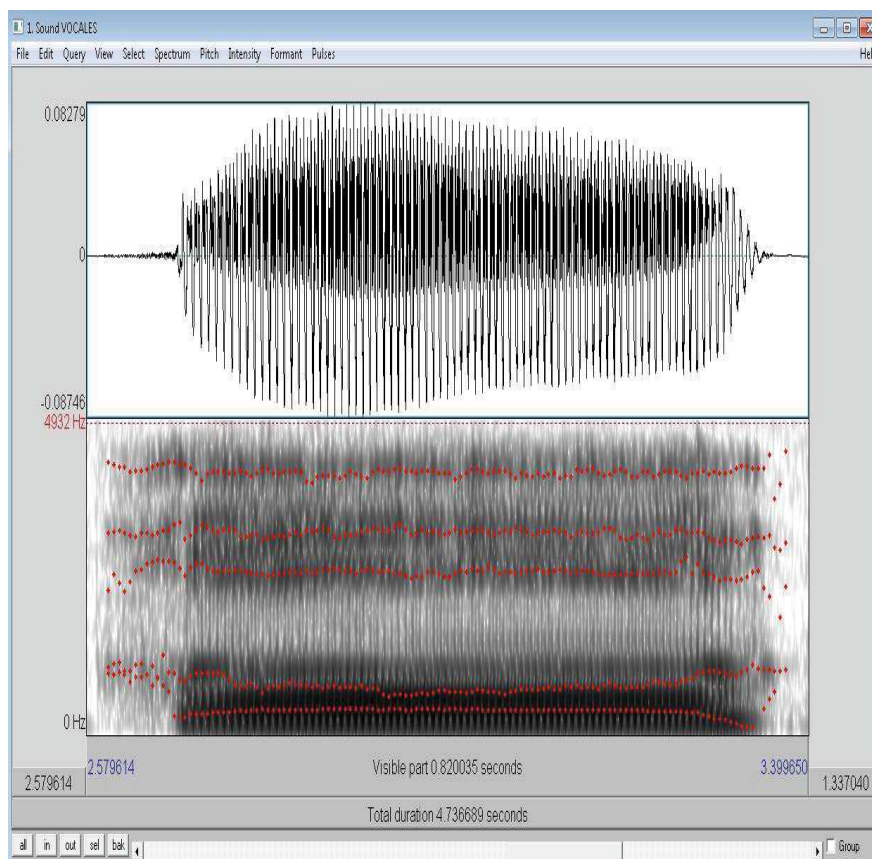 1. Sound VOCALES
File Edit Query View Select Spectrum Pitch Intensity Formant Pulses Hel
0.08279
0
-0.08746
4932 Hz
0 Hz
2.579614 Visible part 0.820035 seconds 3.399650
2.579614 1.337040
Total duration 4.736689 seconds
all in out sel bak Group